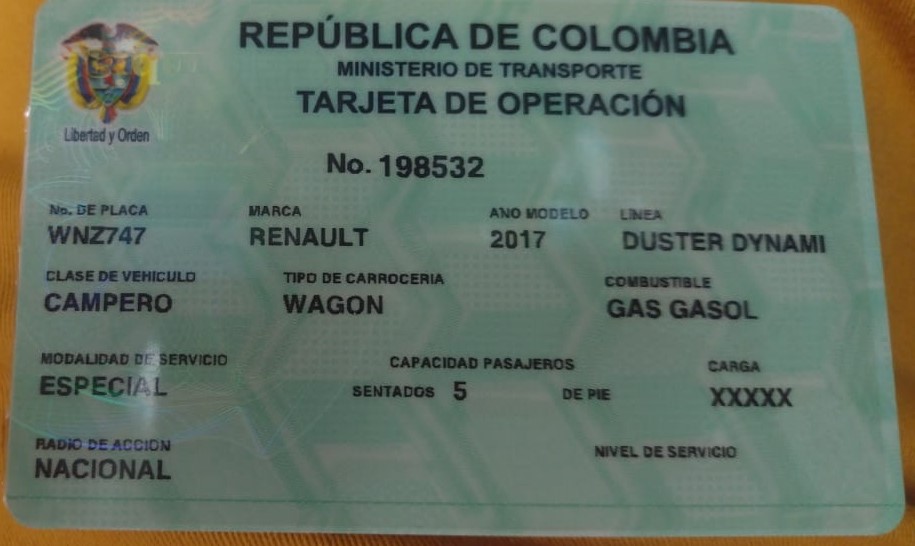 REPÚBLICA DE COLOMBIA
MINISTERIO DE TRANSPORTE
TARJETA DE OPERACIÓN
Libertad y Orden
No. 198532
No. DE PLACA MARCA AÑO MODELO LINEA
WNZ747 RENAULT 2017 DUSTER DYNAMI
CLASE DE VEHICULO TIPO DE CARROCERIA COMBUSTIBLE
CAMPERO WAGON GAS GASOL
MODALIDAD DE SERVICIO CAPACIDAD PASAJEROS CARGA
ESPECIAL SENTADOS 5 DE PIE XXXXX
RADIO DE ACCION NIVEL DE SERVICIO
NACIONAL